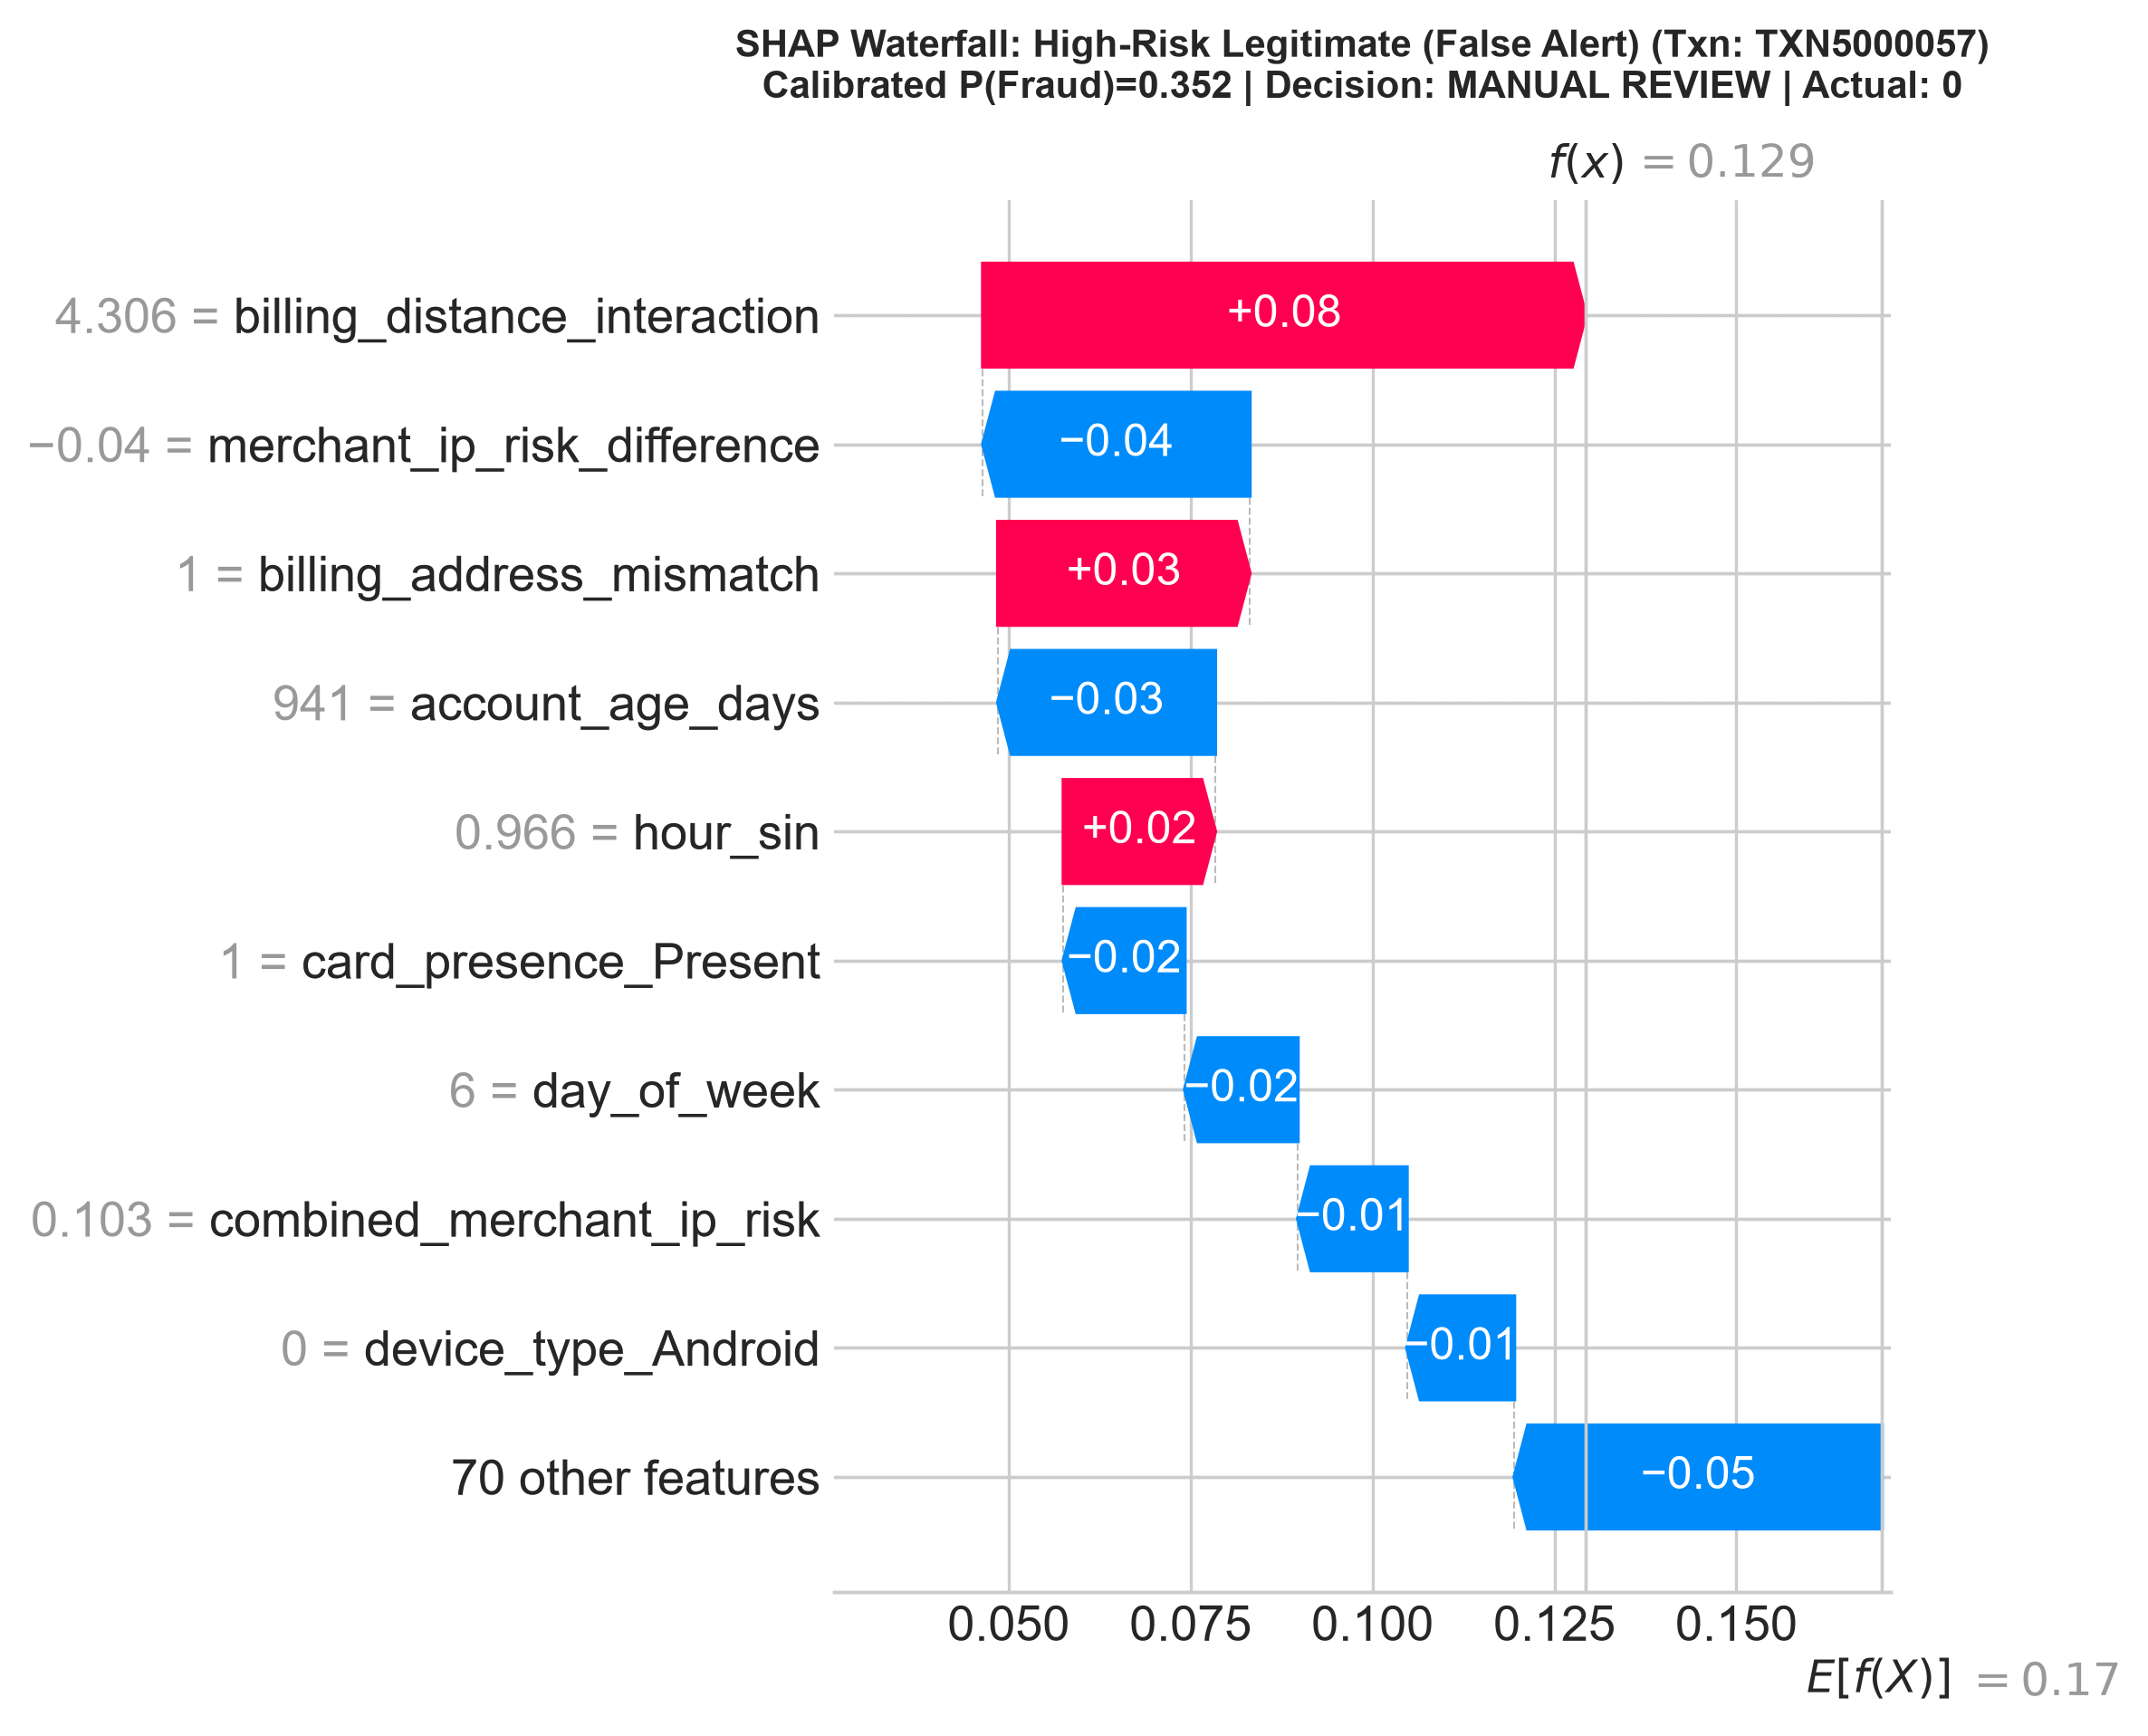 SHAP Waterfall: High-Risk Legitimate (False Alert) (Txn: TXN5000057)
Calibrated P(Fraud)=0.352 | Decision: MANUAL REVIEW | Actual: 0
f(x) = 0.129
4.306 = billing_distance_interaction
+0.08
−0.04 = merchant_ip_risk_difference
−0.04
1 = billing_address_mismatch
+0.03
941 = account_age_days
−0.03
0.966 = hour_sin
+0.02
1 = card_presence_Present
−0.02
6 = day_of_week
−0.02
0.103 = combined_merchant_ip_risk
−0.01
0 = device_type_Android
−0.01
70 other features
−0.05
0.050 0.075 0.100 0.125 0.150
E[f(X)] = 0.17